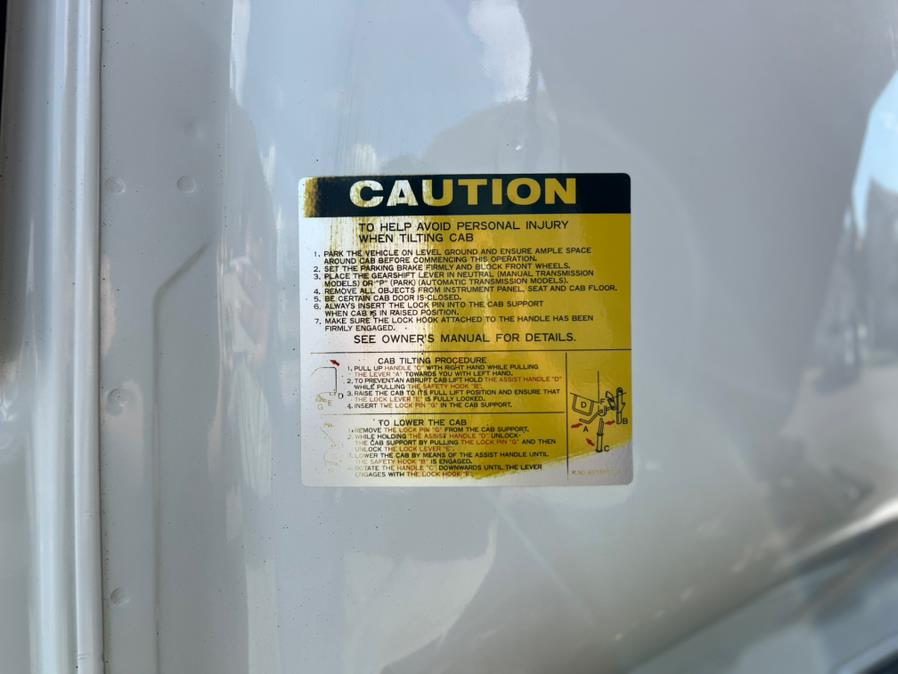 CAUTION
TO HELP AVOID PERSONAL INJURY
WHEN TILTING CAB
1. PARK THE VEHICLE ON LEVEL GROUND AND ENSURE AMPLE SPACE
AROUND CAB BEFORE COMMENCING THIS OPERATION.
2. SET THE PARKING BRAKE FIRMLY AND BLOCK FRONT WHEELS.
3. PLACE THE GEARSHIFT LEVER IN NEUTRAL (MANUAL TRANSMISSION
MODELS) OR "P" (PARK) (AUTOMATIC TRANSMISSION MODELS).
4. REMOVE ALL OBJECTS FROM INSTRUMENT PANEL, SEAT AND CAB FLOOR.
5. BE CERTAIN CAB DOOR IS CLOSED.
6. ALWAYS INSERT THE LOCK PIN INTO THE CAB SUPPORT
WHEN CAB IS IN RAISED POSITION.
7. MAKE SURE THE LOCK HOOK ATTACHED TO THE HANDLE HAS BEEN
FIRMLY ENGAGED.
SEE OWNER'S MANUAL FOR DETAILS.
CAB TILTING PROCEDURE
1. PULL UP HANDLE "C" WITH RIGHT HAND WHILE PULLING
THE LEVER "A" TOWARDS YOU WITH LEFT HAND.
2. TO PREVENT AN ABRUPT CAB LIFT HOLD THE ASSIST HANDLE "D"
WHILE PULLING THE SAFETY HOOK "B".
3. RAISE THE CAB TO ITS FULL LIFT POSITION AND ENSURE THAT
THE LOCK LEVER "E" IS FULLY LOOKED.
4. INSERT THE LOCK PIN "G" IN THE CAB SUPPORT.
D
E
G
TO LOWER THE CAB
1. REMOVE THE LOCK PIN "G" FROM THE CAB SUPPORT.
2. WHILE HOLDING THE ASSIST HANDLE "D" UNLOCK
THE CAB SUPPORT BY PULLING THE LOCK PIN "G" AND THEN
UNLOCK THE LOCK LEVER "E".
3. LOWER THE CAB BY MEANS OF THE ASSIST HANDLE UNTIL
THE SAFETY HOOK "B" IS ENGAGED.
4. ROTATE THE HANDLE "C" DOWNWARDS UNTIL THE LEVER
ENGAGES WITH THE LOCK HOOK
D
F
A
B
C